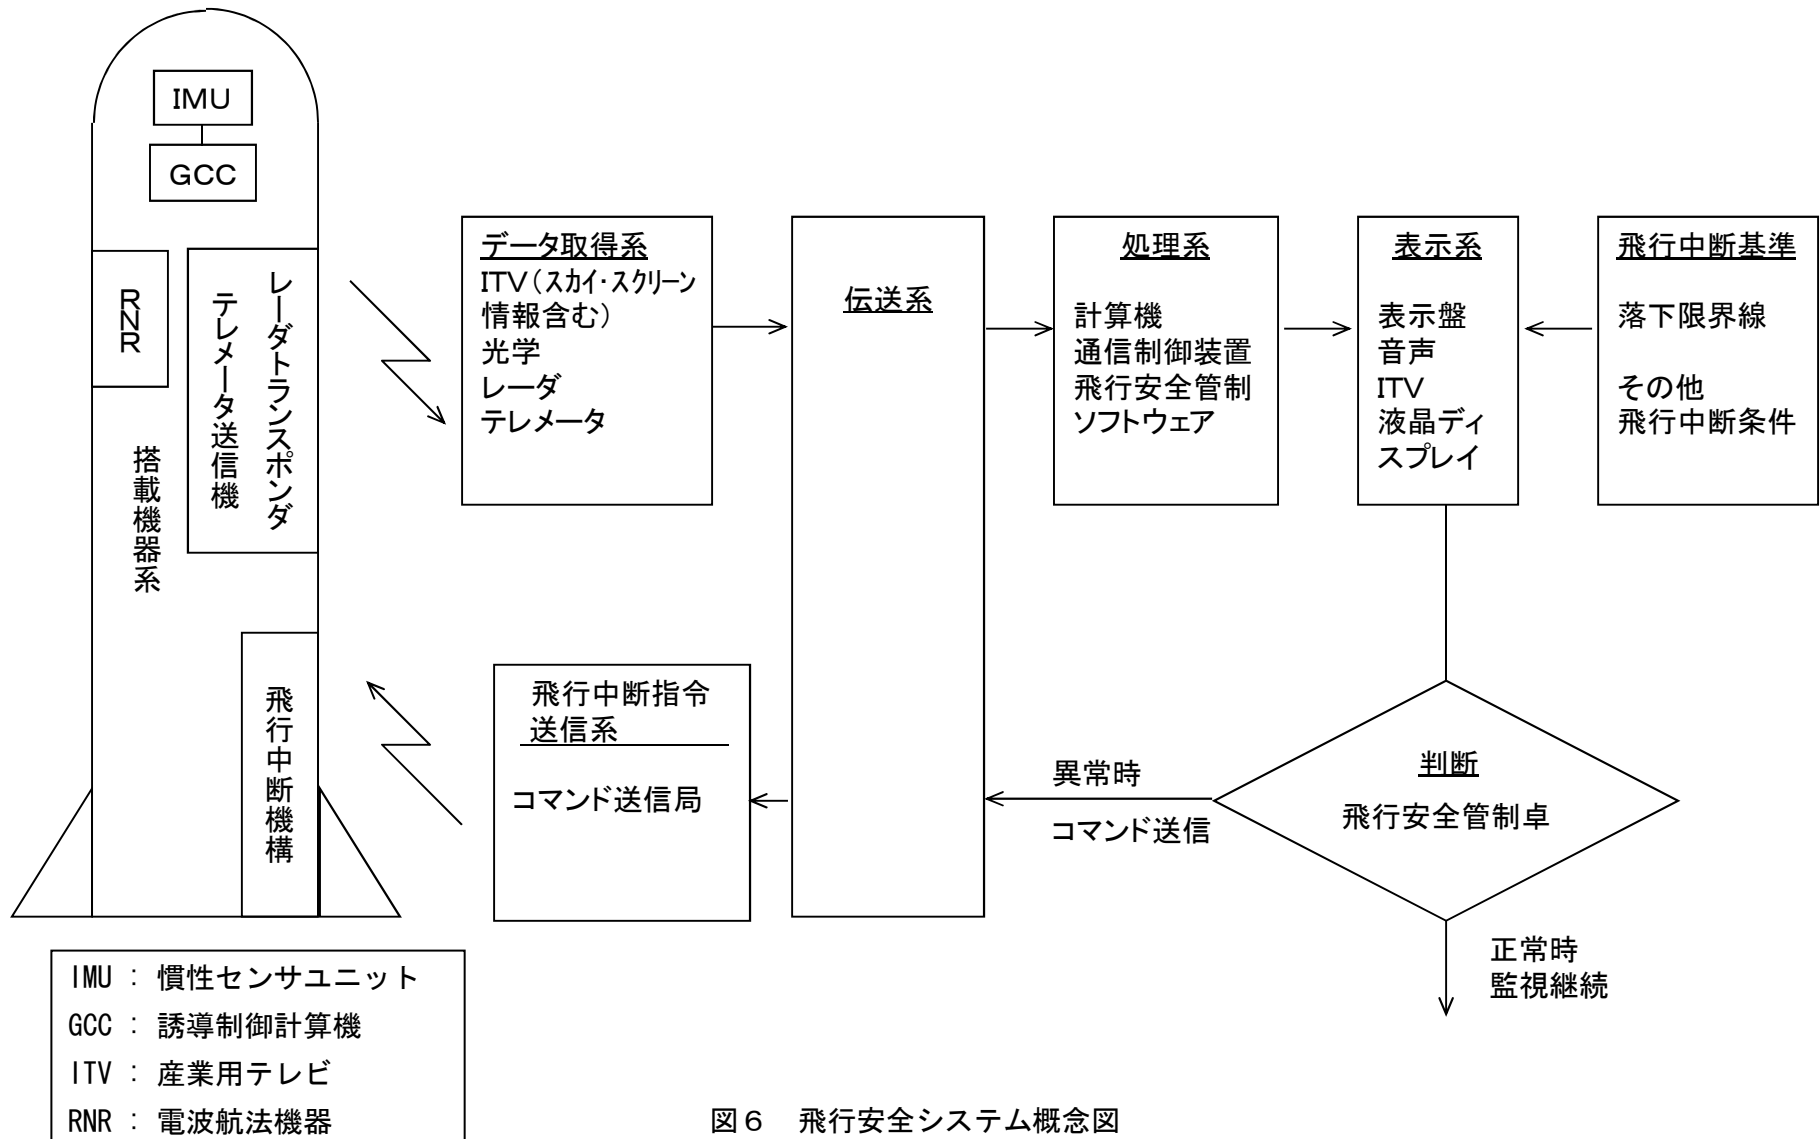 IMU
GCC
RNR
レーダトランスポンダ
テレメータ送信機
搭載機器系
飛行中断機構
データ取得系
ITV(スカイ・スクリーン
情報含む)
光学
レーダ
テレメータ
伝送系
処理系
計算機
通信制御装置
飛行安全管制
ソフトウェア
表示系
表示盤
音声
ITV
液晶ディ
スプレイ
飛行中断基準
落下限界線
その他
飛行中断条件
飛行中断指令
送信系
コマンド送信局
異常時
コマンド送信
判断
飛行安全管制卓
正常時
監視継続
IMU : 慣性センサユニット
GCC : 誘導制御計算機
ITV : 産業用テレビ
RNR : 電波航法機器
図6 飛行安全システム概念図